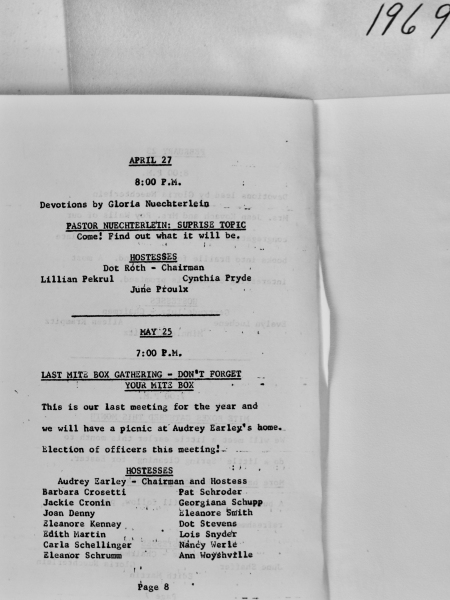 1969
APRIL 27
8:00 P.M.
Devotions by Gloria Nuechterlein
PASTOR NUECHTERLEIN: SUPRISE TOPIC
Come! Find out what it will be.
HOSTESSES
Dot Roth - Chairman
Lillian Pekrul Cynthia Pryde
June Proulx
MAY 25
7:00 P.M.
LAST MITE BOX GATHERING - DON'T FORGET
YOUR MITE BOX
This is our last meeting for the year and
we will have a picnic at Audrey Earley's home.
Election of officers this meeting!
HOSTESSES
Audrey Earley - Chairman and Hostess
Barbara Crosetti Pat Schroder
Jackie Cronin Georgiana Schupp
Joan Denny Eleanore Smith
Eleanore Kenney Dot Stevens
Edith Martin Lois Snyder
Carla Schellinger Nancy Werle
Eleanor Schrumm Ann Woythville
Page 8